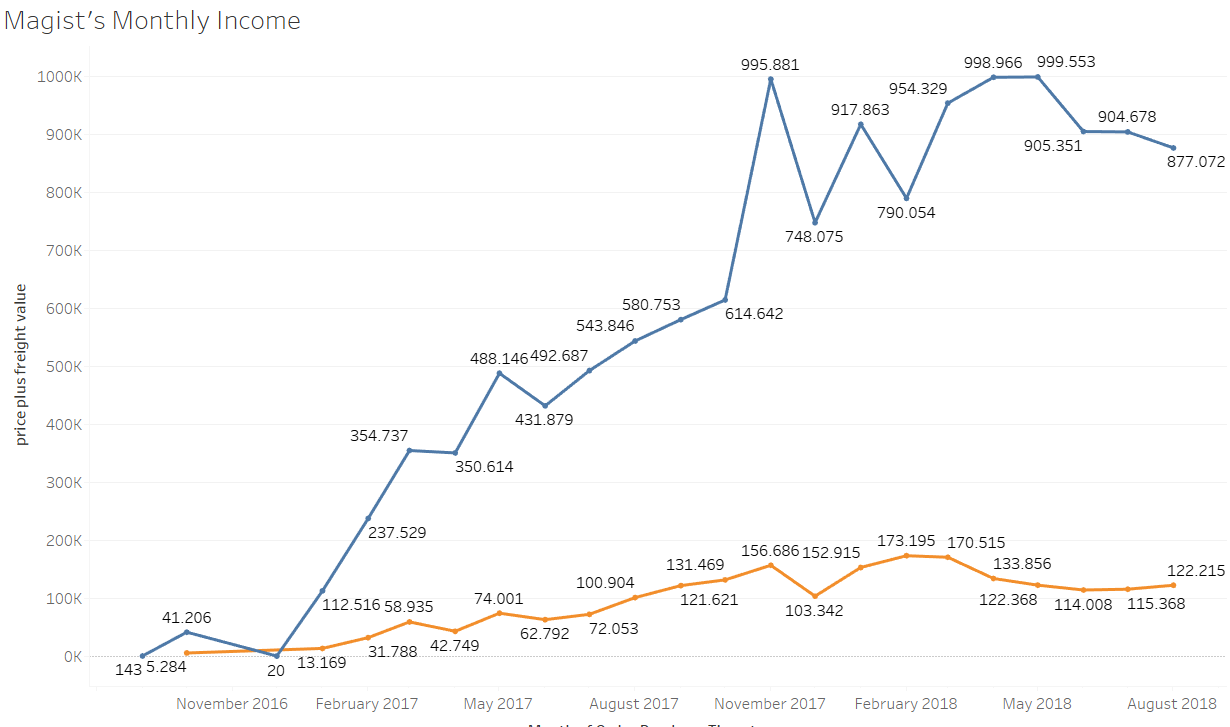 Magist's Monthly Income
995.881
998.966 999.553
1000K
954.329
917.863
904.678
900K
905.351
877.072
800K
790.054
748.075
700K
price plus freight value
600K
580.753
614.642
543.846
500K
488.146 492.687
431.879
400K
354.737
350.614
300K
237.529
200K
173.195 170.515
156.686 152.915
131.469
133.856
122.215
100.904
100K
112.516 58.935
74.001
121.621
103.342
122.368
114.008
115.368
41.206
62.792
72.053
31.788
42.749
0K
143 5.284
20
13.169
November 2016 February 2017 May 2017 August 2017 November 2017 February 2018 May 2018 August 2018